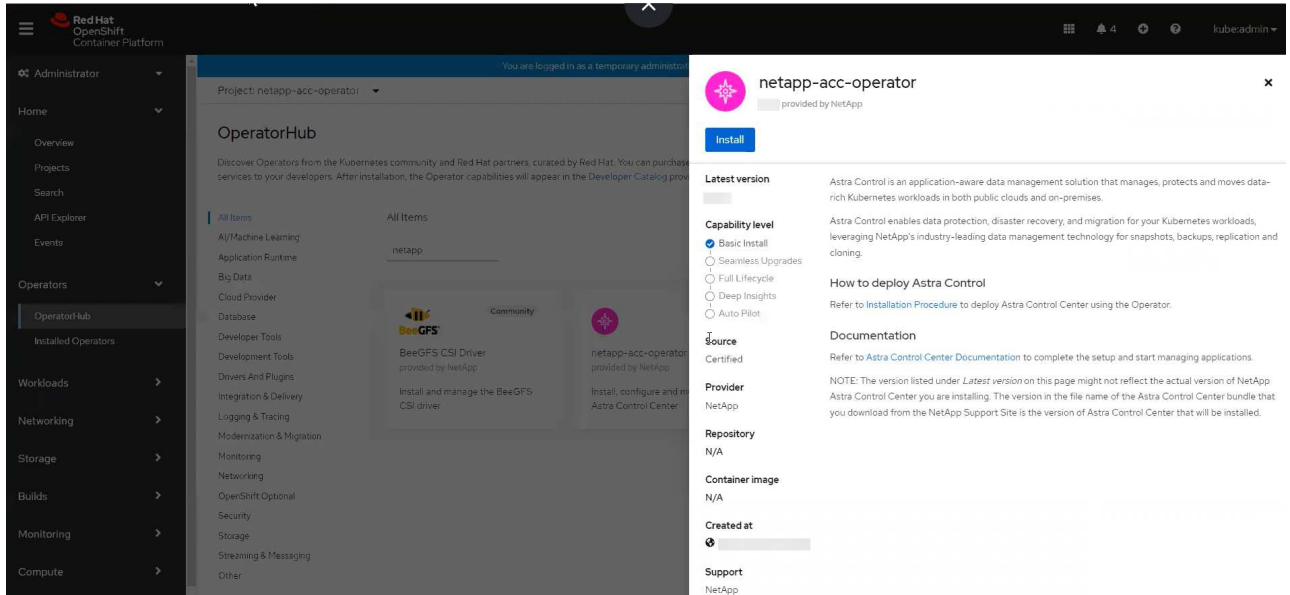 Red Hat
OpenShift
Container Platform
4
kube:admin
Administrator
Home
Overview
Projects
Search
API Explorer
Events
Operators
OperatorHub
Installed Operators
Workloads
Networking
Storage
Builds
Monitoring
Compute
You are logged in as a temporary administrat
Project: netapp-acc-operator
OperatorHub
Discover Operators from the Kubernetes community and Red Hat partners, curated by Red Hat. You can purchase
services to your developers. After installation, the Operator capabilities will appear in the Developer Catalog prov
All Items
AI/Machine Learning
Application Runtime
Big Data
Cloud Provider
Database
Developer Tools
Development Tools
Drivers And Plugins
Integration & Delivery
Logging & Tracing
Modernization & Migration
Monitoring
Networking
OpenShift Optional
Security
Storage
Streaming & Messaging
Other
All Items
netapp
BeeGFS
Community
BeeGFS CSI Driver
provided by NetApp
Install and manage the BeeGFS
CSI driver
netapp-acc-operator
provided by NetApp
Install, configure and m
Astra Control Center
netapp-acc-operator
provided by NetApp
Install
Latest version
Capability level
Basic Install
Seamless Upgrades
Full Lifecycle
Deep Insights
Auto Pilot
Source
Certified
Provider
NetApp
Repository
N/A
Container image
N/A
Created at
Support
NetApp
Astra Control is an application-aware data management solution that manages, protects and moves data-
rich Kubernetes workloads in both public clouds and on-premises.
Astra Control enables data protection, disaster recovery, and migration for your Kubernetes workloads,
leveraging NetApp's industry-leading data management technology for snapshots, backups, replication and
cloning.
How to deploy Astra Control
Refer to Installation Procedure to deploy Astra Control Center using the Operator.
Documentation
Refer to Astra Control Center Documentation to complete the setup and start managing applications.
NOTE: The version listed under Latest version on this page might not reflect the actual version of NetApp
Astra Control Center you are installing. The version in the file name of the Astra Control Center bundle that
you download from the NetApp Support Site is the version of Astra Control Center that will be installed.